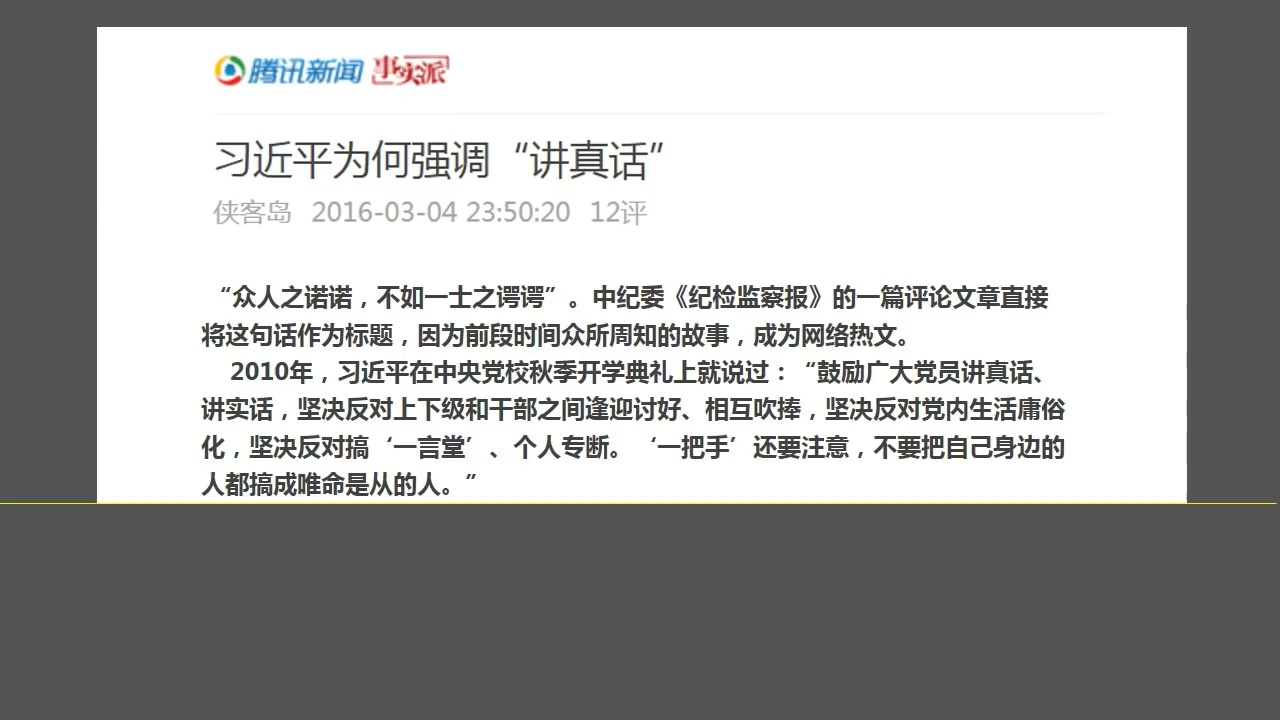 腾讯新闻 事实派
习近平为何强调“讲真话”
侠客岛 2016-03-04 23:50:20 12评
“众人之诺诺，不如一士之谔谔”。中纪委《纪检监察报》的一篇评论文章直接
将这句话作为标题，因为前段时间众所周知的故事，成为网络热文。
2010年，习近平在中央党校秋季开学典礼上就说过：“鼓励广大党员讲真话、
讲实话，坚决反对上下级和干部之间逢迎讨好、相互吹捧，坚决反对党内生活庸俗
化，坚决反对搞‘一言堂’、个人专断。‘一把手’还要注意，不要把自己身边的
人都搞成唯命是从的人。”